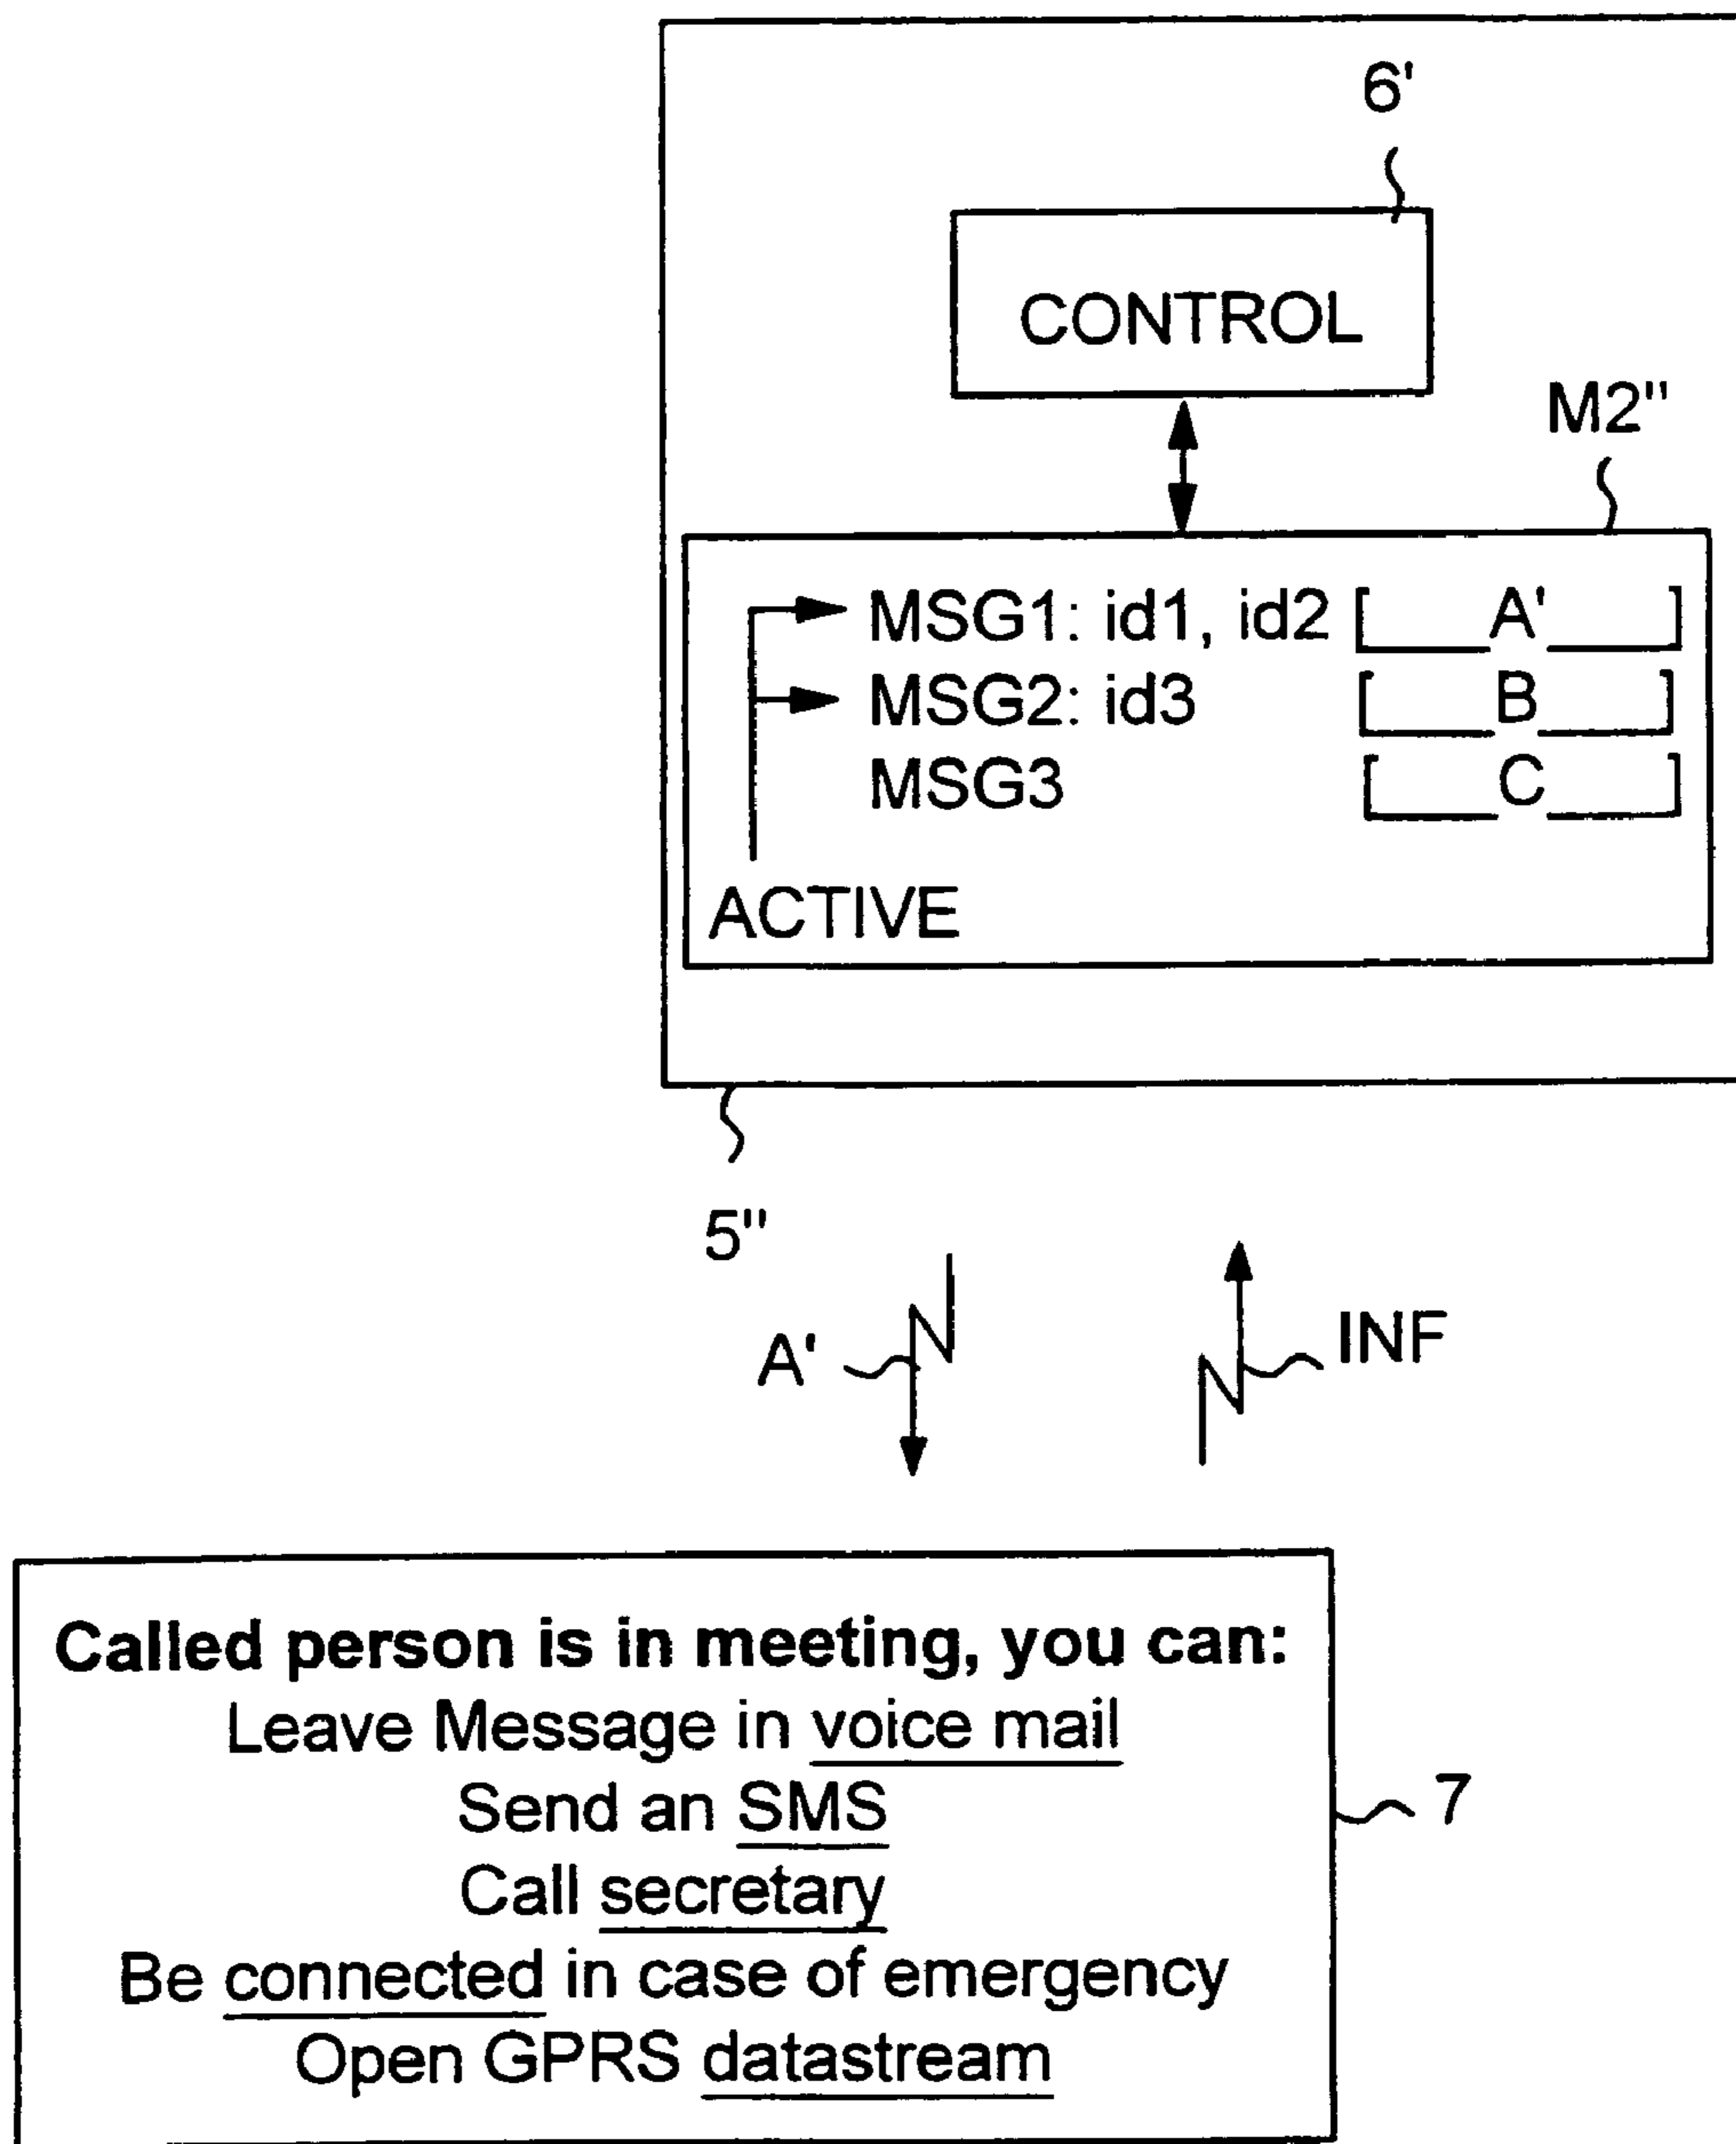 6'
CONTROL
M2"
MSG1: id1, id2 [ A' ]
MSG2: id3 [ B ]
MSG3 [ C ]
ACTIVE
5"
A'
INF
Called person is in meeting, you can:
Leave Message in voice mail
Send an SMS
7
Call secretary
Be connected in case of emergency
Open GPRS datastream